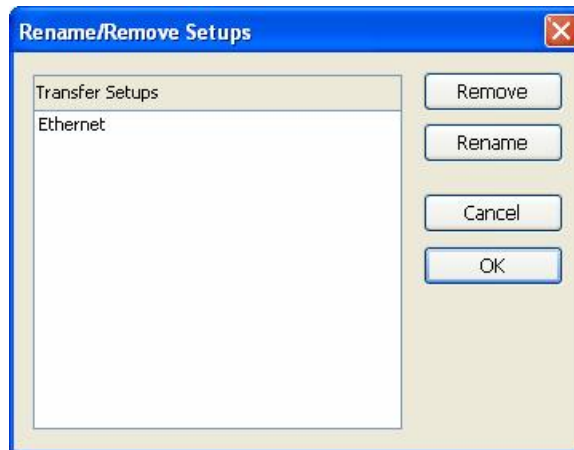 Rename/Remove Setups
Transfer Setups
Ethernet
Remove
Rename
Cancel
OK